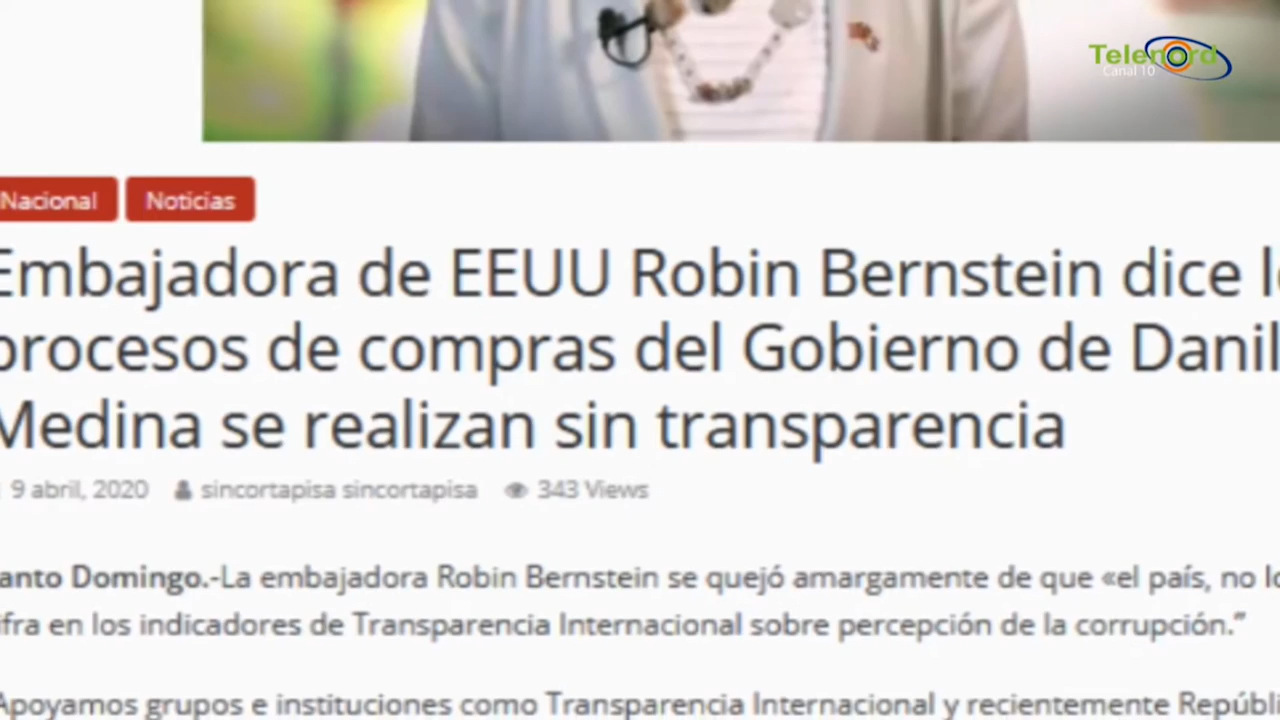 Telenord
Canal 10
Nacional Noticias
Embajadora de EEUU Robin Bernstein dice
procesos de compras del Gobierno de
Medina se realizan sin transparencia
9 abril, 2020 sincortapisa sincortapisa 343 Views
Domingo.-La embajadora Robin Bernstein se quejó amargamente de que «el país, no
en los indicadores de Transparencia Internacional sobre percepción de la corrupción.”
Apoyamos grupos e instituciones como Transparencia Internacional y recientemente